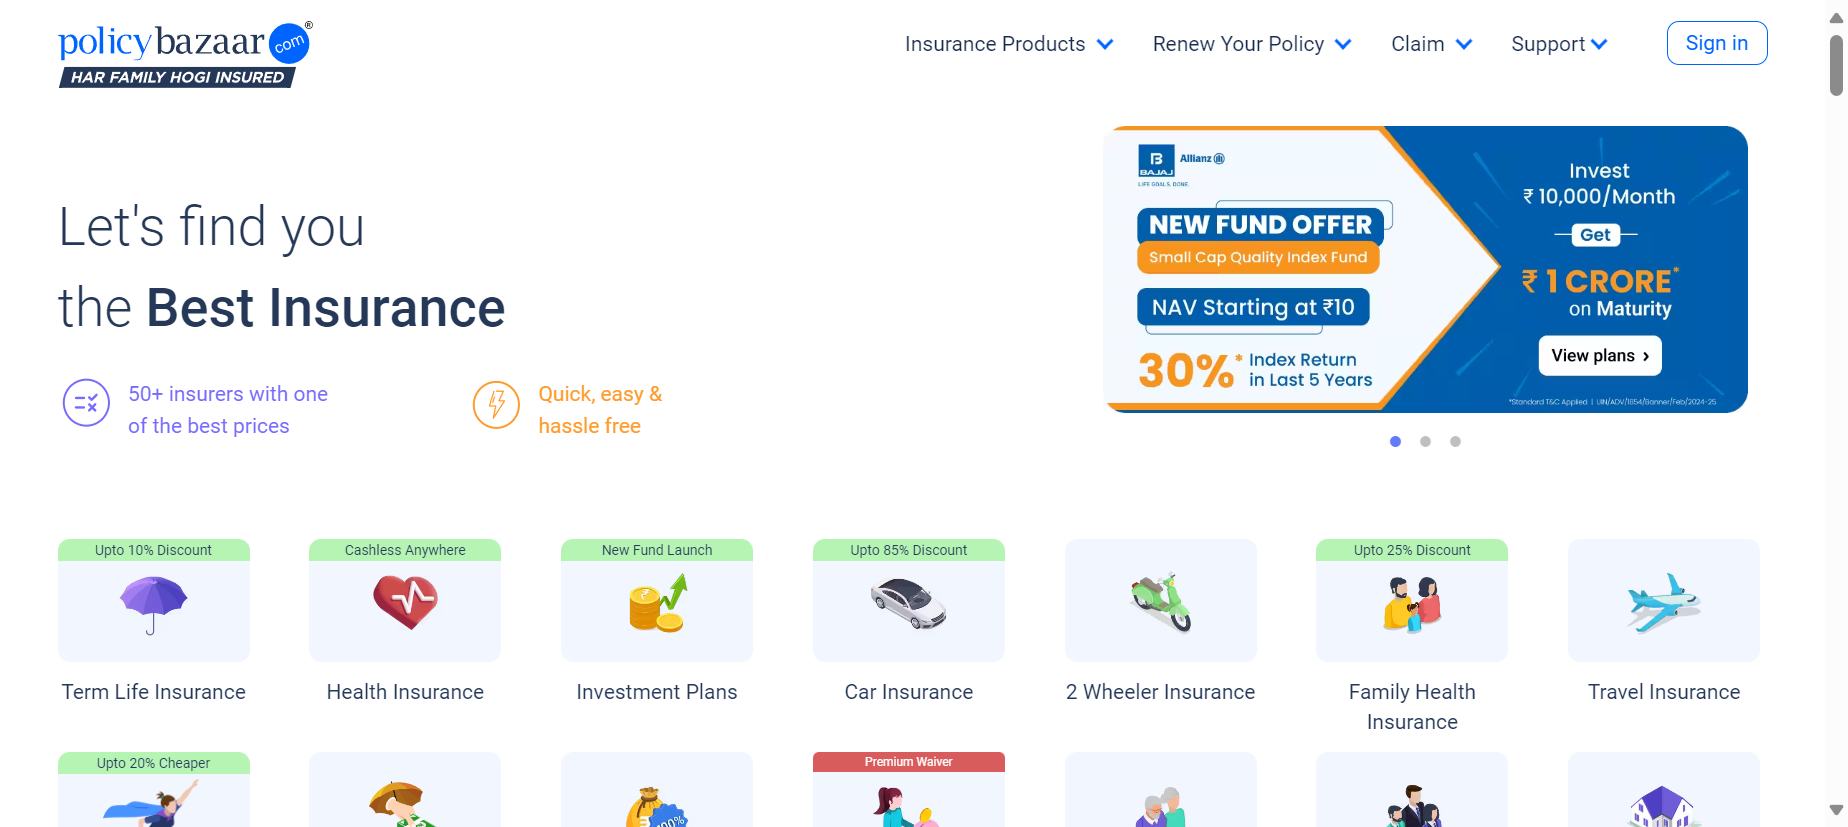 policybazaar.com®
HAR FAMILY HOGI INSURED
Insurance Products
Renew Your Policy
Claim
Support
Sign in
Let's find you
the Best Insurance
50+ insurers with one
of the best prices
Quick, easy &
hassle free
B
BAJAJ
Allianz
LIFE GOALS. DONE.
NEW FUND OFFER
Small Cap Quality Index Fund
NAV Starting at ₹10
30%* Index Return
in Last 5 Years
Invest
₹ 10,000/Month
Get
₹ 1 CRORE*
on Maturity
View plans ›
*Standard T&C Applied | UIN/ADV/1654/Banner/Feb/2024-25
Upto 10% Discount
Term Life Insurance
Cashless Anywhere
Health Insurance
New Fund Launch
₹
Investment Plans
Upto 85% Discount
Car Insurance
2 Wheeler Insurance
Upto 25% Discount
Family Health
Insurance
Travel Insurance
Upto 20% Cheaper
100%
Premium Waiver